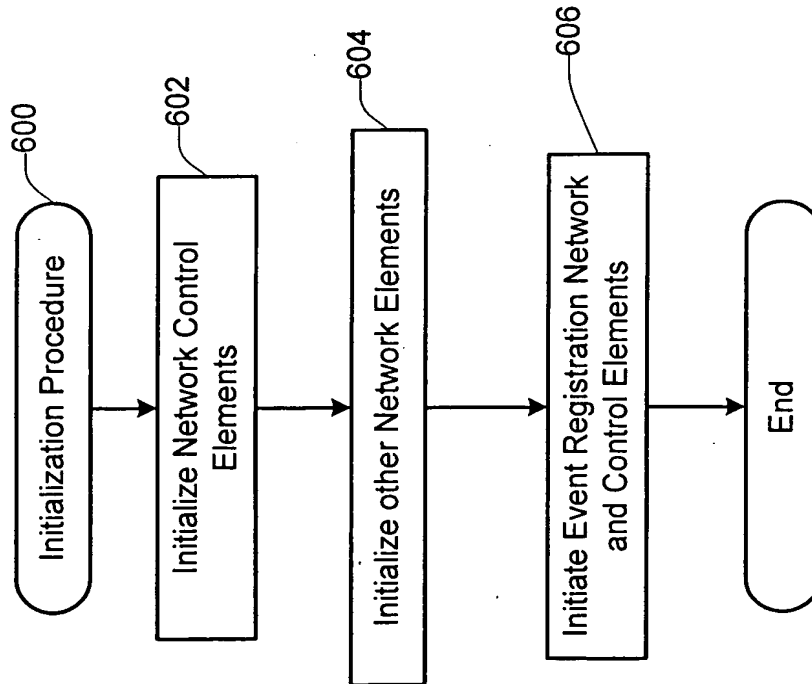 600
Initialization Procedure
602
Initialize Network Control
Elements
604
Initialize other Network Elements
606
Initiate Event Registration Network
and Control Elements
End